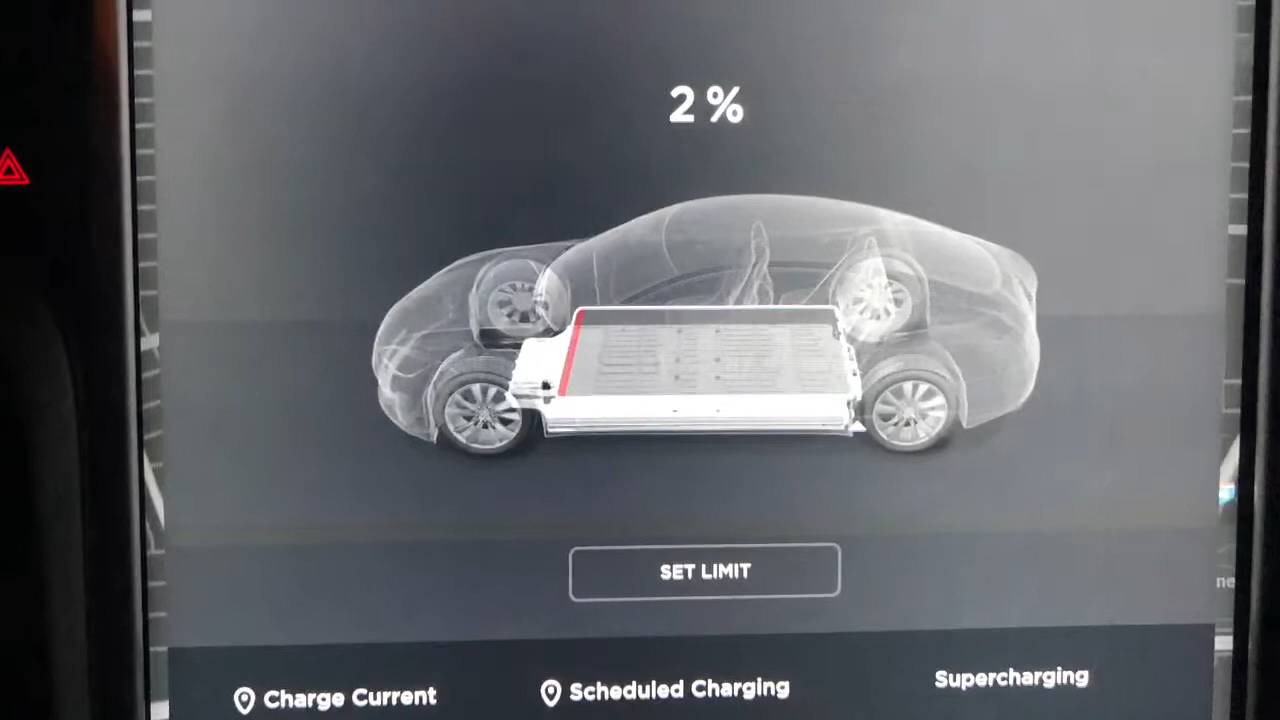 2 %
SET LIMIT
Charge Current
Scheduled Charging
Supercharging